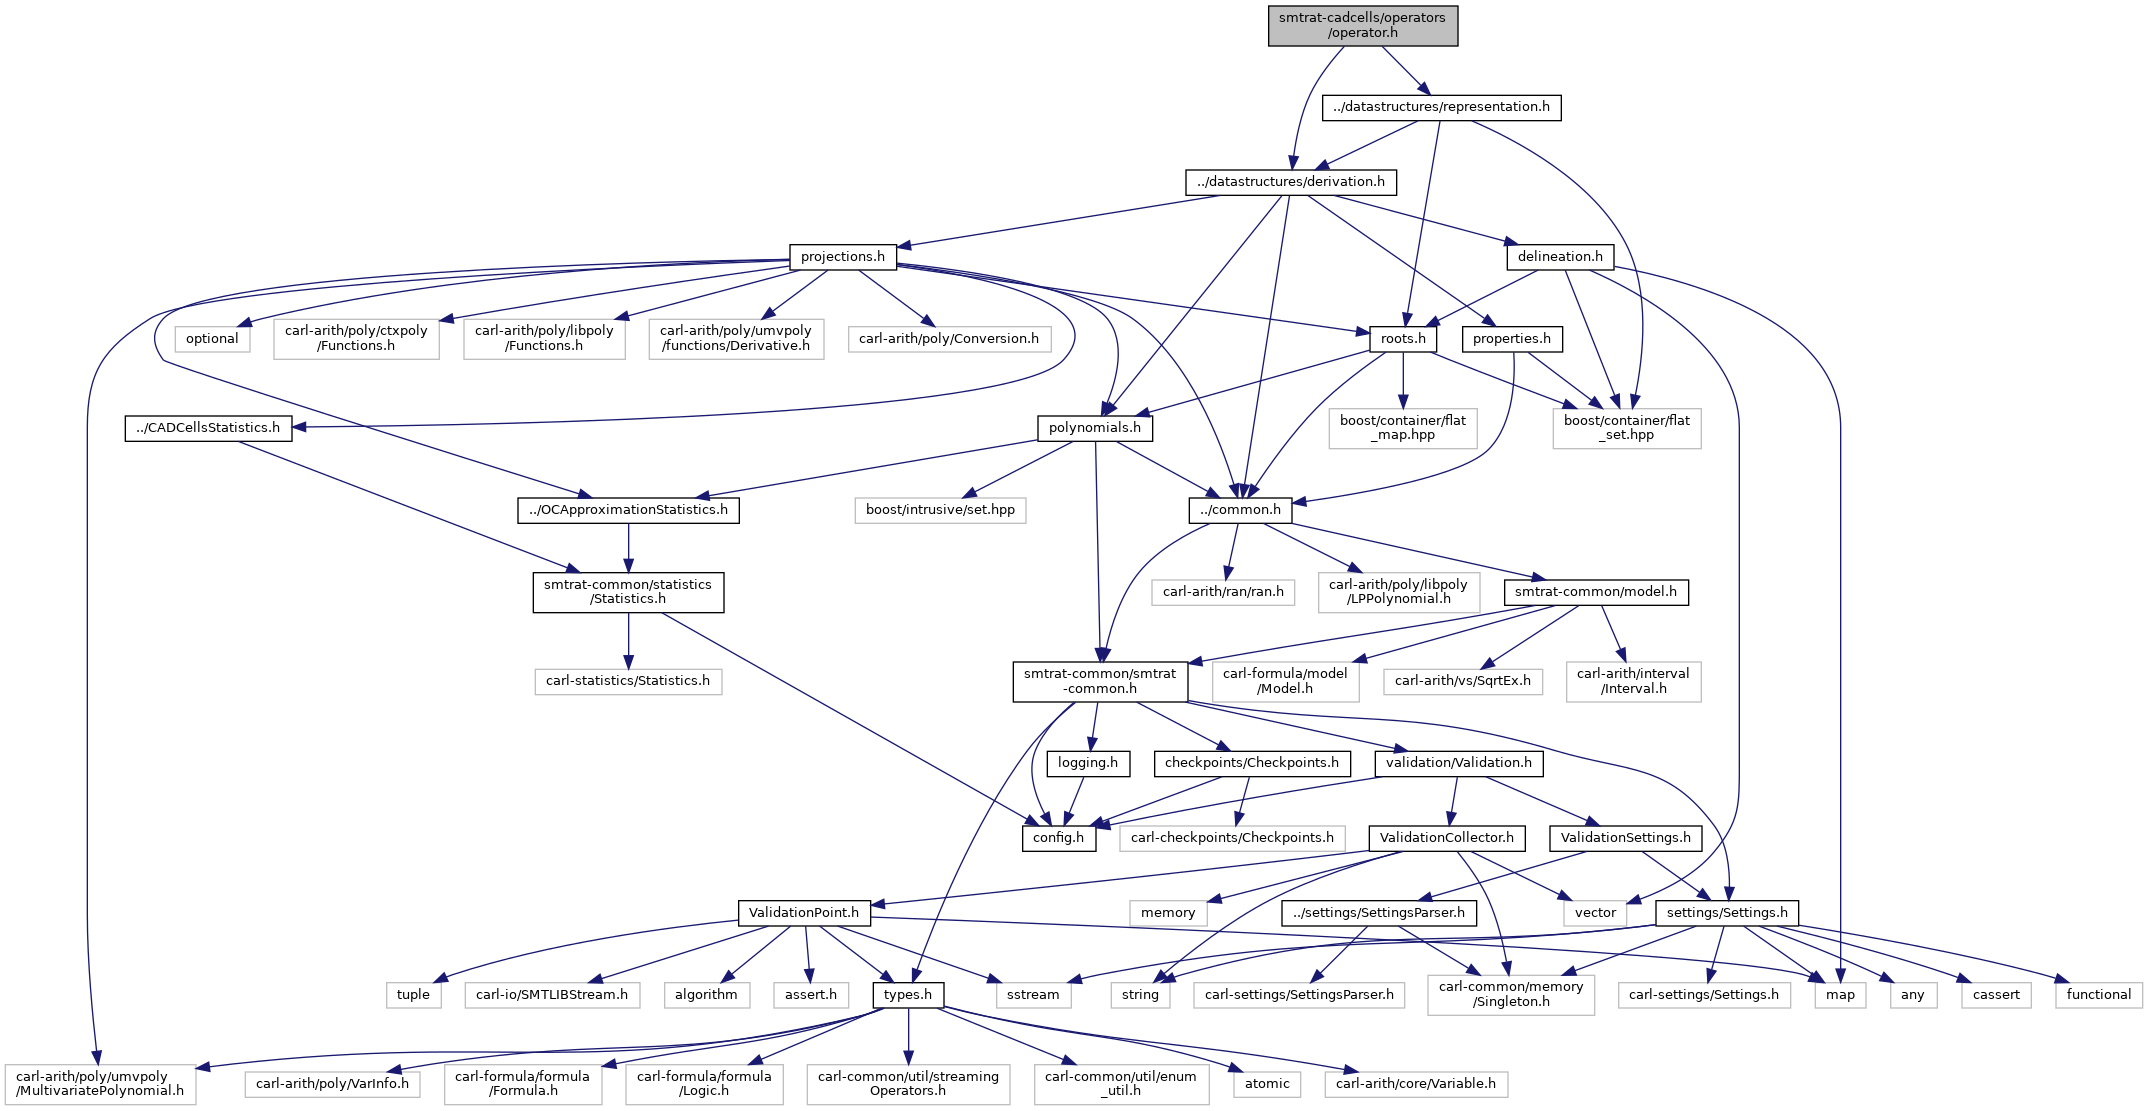 smtrat-cadcells/operators
/operator.h
../datastructures/representation.h
../datastructures/derivation.h
projections.h
delineation.h
optional
carl-arith/poly/ctxpoly
/Functions.h
carl-arith/poly/libpoly
/Functions.h
carl-arith/poly/umvpoly
/functions/Derivative.h
carl-arith/poly/Conversion.h
roots.h
properties.h
../CADCellsStatistics.h
polynomials.h
boost/container/flat
_map.hpp
boost/container/flat
_set.hpp
../OCApproximationStatistics.h
boost/intrusive/set.hpp
../common.h
smtrat-common/statistics
/Statistics.h
carl-arith/ran/ran.h
carl-arith/poly/libpoly
/LPPolynomial.h
smtrat-common/model.h
carl-statistics/Statistics.h
smtrat-common/smtrat
-common.h
carl-formula/model
/Model.h
carl-arith/vs/SqrtEx.h
carl-arith/interval
/Interval.h
logging.h
checkpoints/Checkpoints.h
validation/Validation.h
config.h
carl-checkpoints/Checkpoints.h
ValidationCollector.h
ValidationSettings.h
ValidationPoint.h
memory
../settings/SettingsParser.h
vector
settings/Settings.h
tuple
carl-io/SMTLIBStream.h
algorithm
assert.h
types.h
sstream
string
carl-settings/SettingsParser.h
carl-common/memory
/Singleton.h
carl-settings/Settings.h
map
any
cassert
functional
carl-arith/poly/umvpoly
/MultivariatePolynomial.h
carl-arith/poly/VarInfo.h
carl-formula/formula
/Formula.h
carl-formula/formula
/Logic.h
carl-common/util/streaming
Operators.h
carl-common/util/enum
_util.h
atomic
carl-arith/core/Variable.h